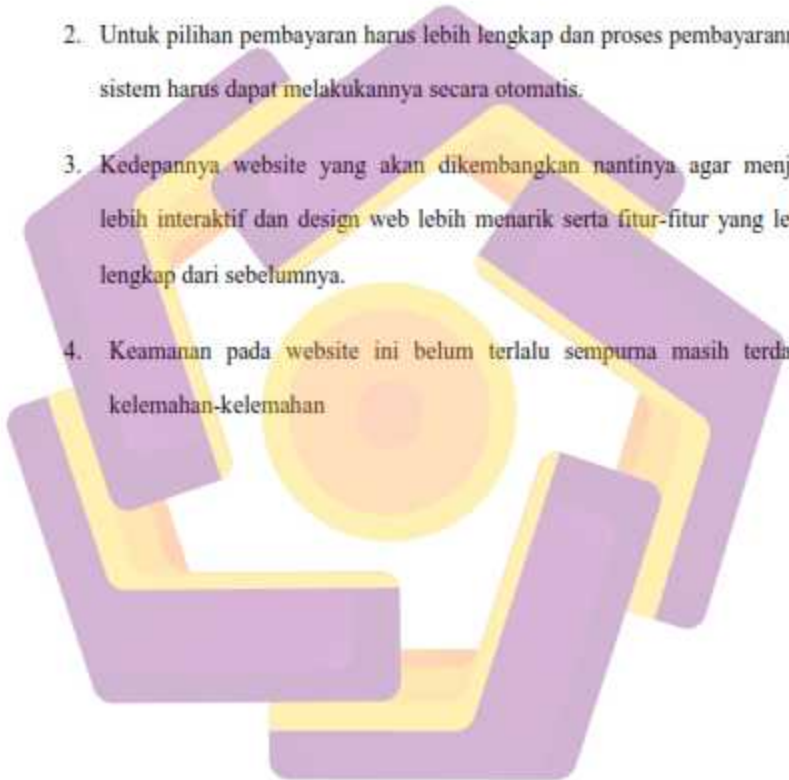 2. Untuk pilihan pembayaran harus lebih lengkap dan proses pembayarann
sistem harus dapat melakukannya secara otomatis.
3. Kedepannya website yang akan dikembangkan nantinya agar menj
lebih interaktif dan design web lebih menarik serta fitur-fitur yang le
lengkap dari sebelumnya.
4. Keamanan pada website ini belum terlalu sempurna masih terda
kelemahan-kelemahan